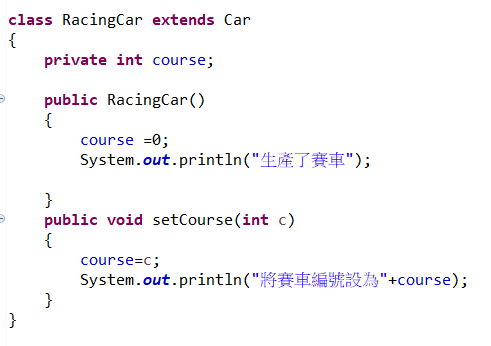 class RacingCar extends Car
{
    private int course;
    public RacingCar()
    {
        course =0;
        System.out.println("生產了賽車");
    }
    public void setCourse(int c)
    {
        course=c;
        System.out.println("將賽車編號設為"+course);
    }
}